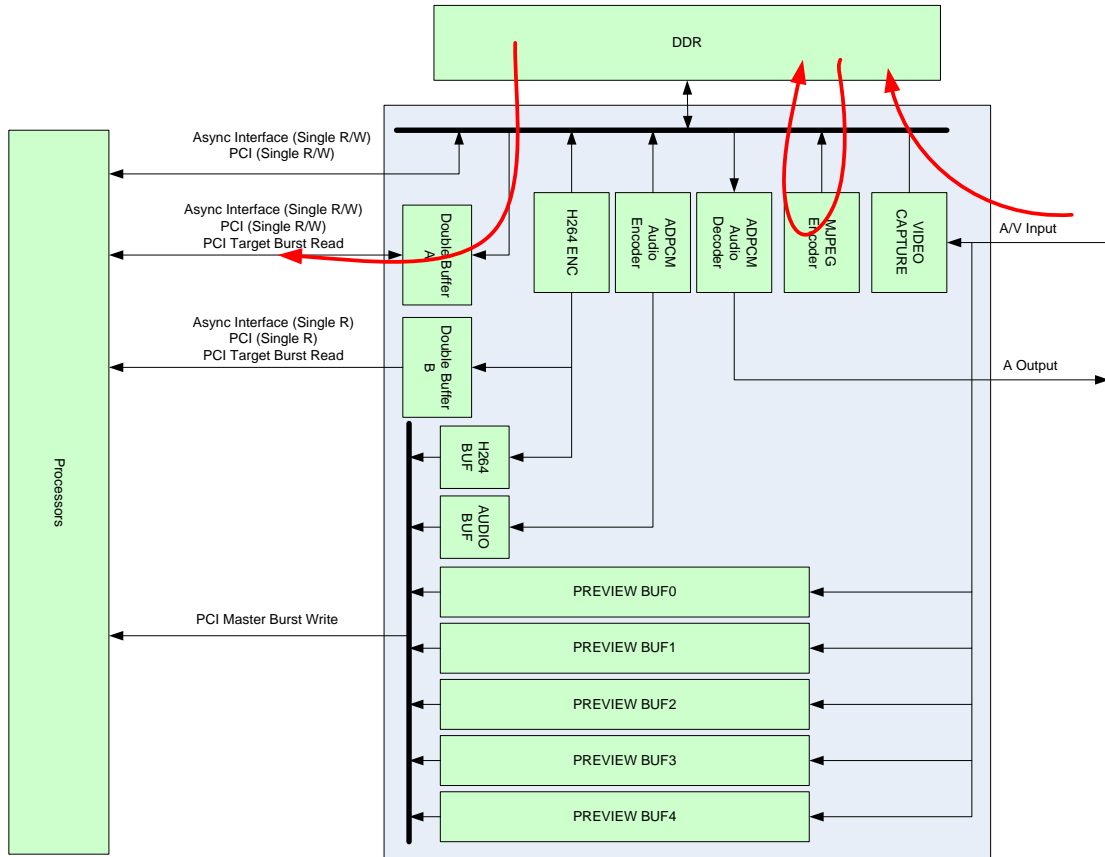 DDR
Async Interface (Single R/W)
PCI (Single R/W)
Async Interface (Single R/W)
PCI (Single R/W)
PCI Target Burst Read
Double Buffer
A
H264 ENC
ADPCM
Audio
Encoder
ADPCM
Audio
Decoder
MJPEG
Encoder
VIDEO
CAPTURE
A/V Input
Async Interface (Single R)
PCI (Single R)
PCI Target Burst Read
Double Buffer
B
A Output
H264
BUF
Processors
AUDIO
BUF
PREVIEW BUF0
PCI Master Burst Write
PREVIEW BUF1
PREVIEW BUF2
PREVIEW BUF3
PREVIEW BUF4